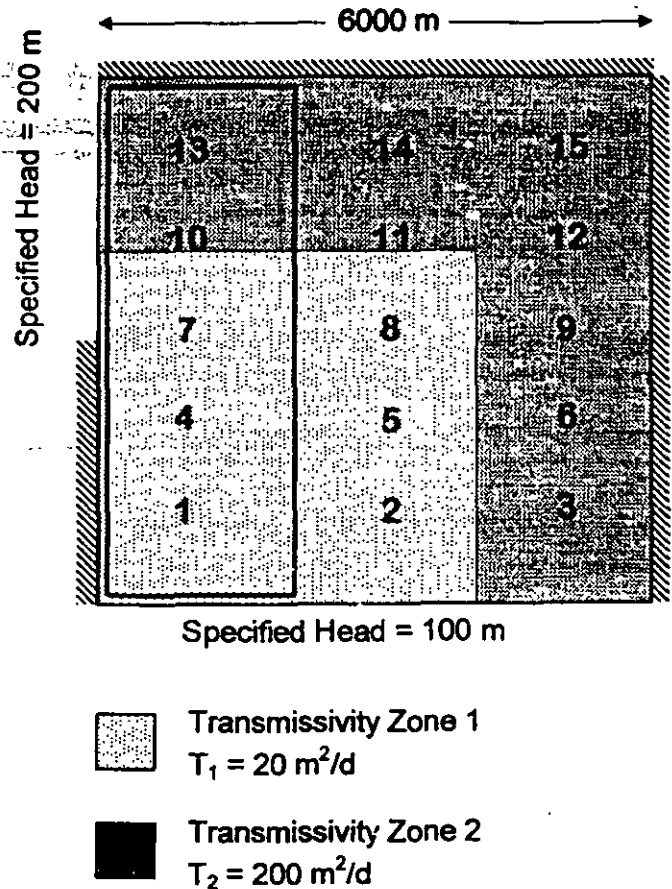 6000 m
Specified Head = 200 m
13 14 15
10 11 12
7 8 9
4 5 6
1 2 3
Specified Head = 100 m
Transmissivity Zone 1
T₁ = 20 m²/d
Transmissivity Zone 2
T₂ = 200 m²/d